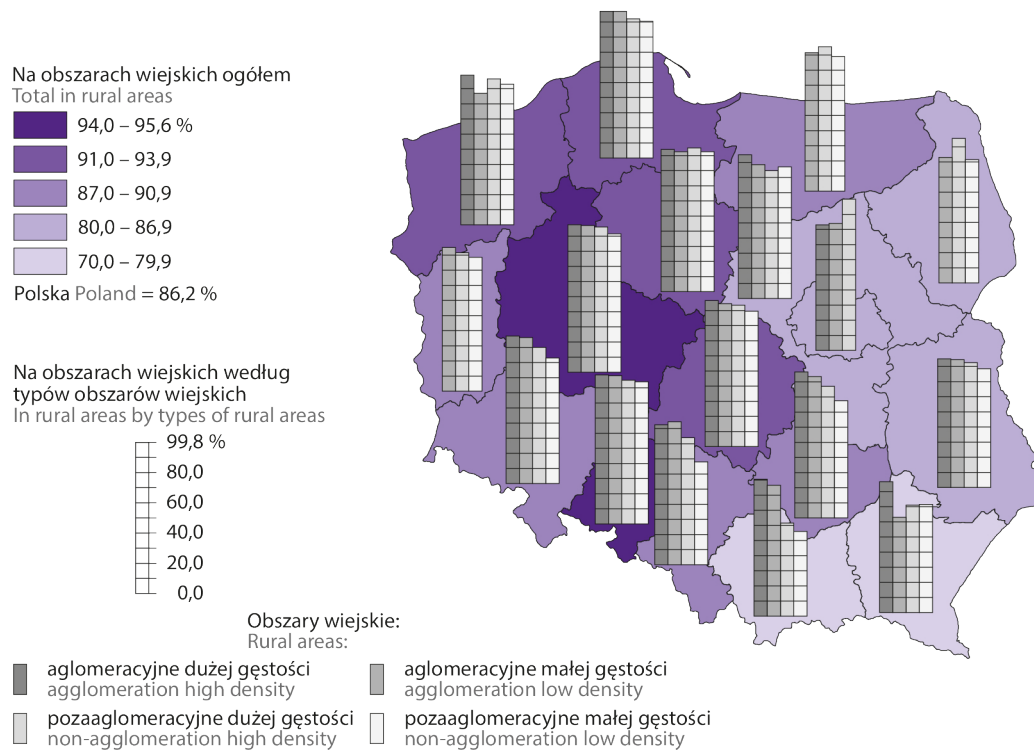 Na obszarach wiejskich ogółem
Total in rural areas
94,0 – 95,6 %
91,0 – 93,9
87,0 – 90,9
80,0 – 86,9
70,0 – 79,9
Polska Poland = 86,2 %
Na obszarach wiejskich według
typów obszarów wiejskich
In rural areas by types of rural areas
99,8 %
80,0
60,0
40,0
20,0
0,0
Obszary wiejskie:
Rural areas:
aglomeracyjne dużej gęstości
agglomeration high density
aglomeracyjne małej gęstości
agglomeration low density
pozaaglomeracyjne dużej gęstości
non-agglomeration high density
pozaaglomeracyjne małej gęstości
non-agglomeration low density